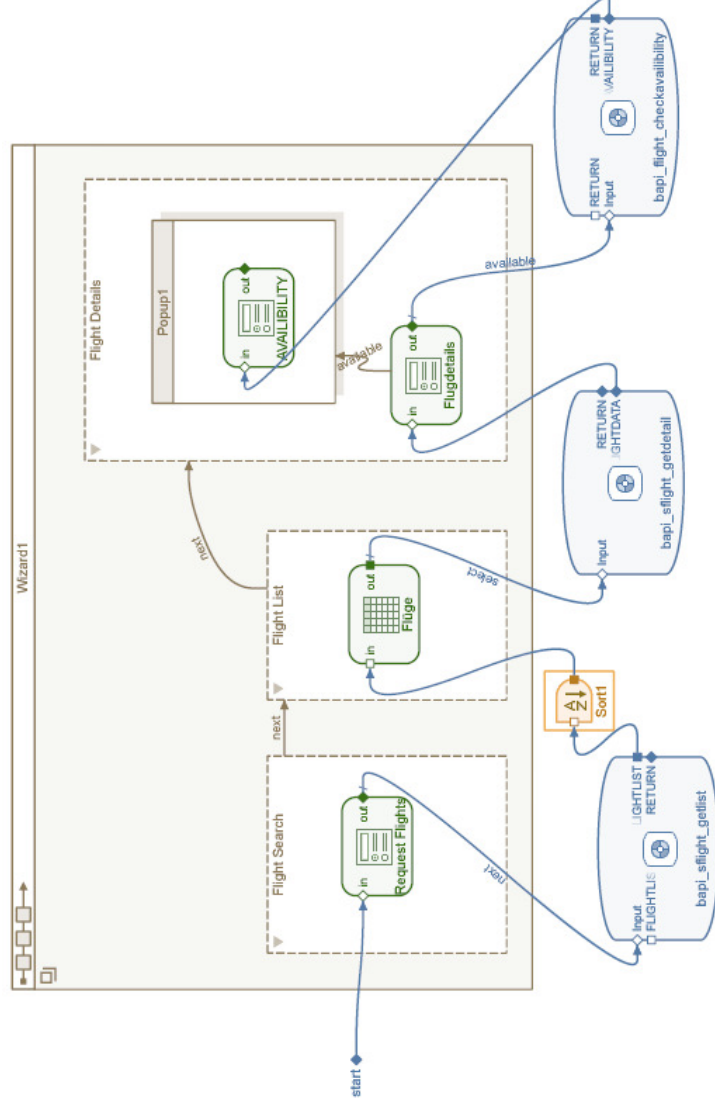 Wizard1
Flight Search
Flight List
Flight Details
Popup1
in
out
AVAILIBILITY
available
in
out
Flugdetails
available
next
next
in
out
Flüge
select
in
out
Request Flights
next
start
Sort1
A
Z
Input
FLIGHTLIS
LIGHTLIST
RETURN
bapi_sflight_getlist
Input
RETURN
GHTDATA
bapi_sflight_getdetail
RETURN
Input
RETURN
VAILIBILITY
bapi_flight_checkavailibility